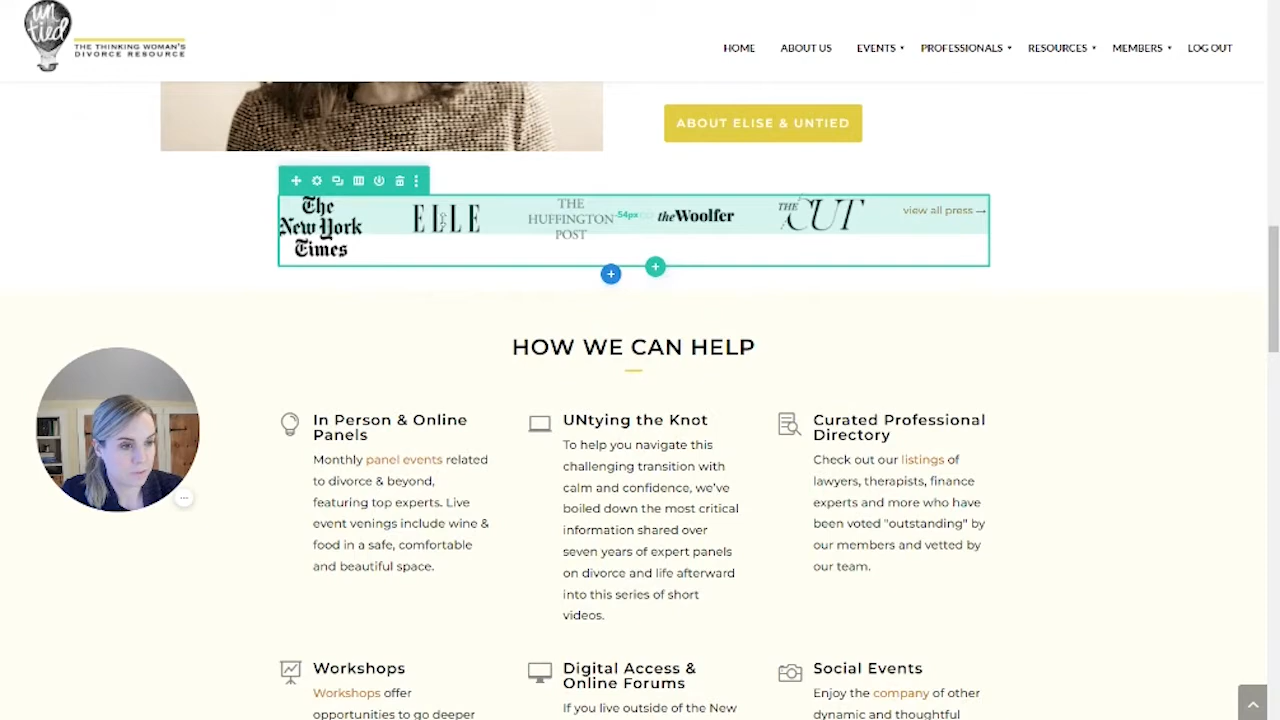 un
tied
THE THINKING WOMAN'S
DIVORCE RESOURCE
HOME
ABOUT US
EVENTS
PROFESSIONALS
RESOURCES
MEMBERS
LOG OUT
ABOUT ELISE & UNTIED
The
New York
Times
ELLE
THE
HUFFINGTON
POST
-54px
the Woolfer
THE CUT
view all press →
HOW WE CAN HELP
In Person & Online
Panels
Monthly panel events related
to divorce & beyond,
featuring top experts. Live
event venings include wine &
food in a safe, comfortable
and beautiful space.
UNtying the Knot
To help you navigate this
challenging transition with
calm and confidence, we've
boiled down the most critical
information shared over
seven years of expert panels
on divorce and life afterward
into this series of short
videos.
Curated Professional
Directory
Check out our listings of
lawyers, therapists, finance
experts and more who have
been voted "outstanding" by
our members and vetted by
our team.
Workshops
Workshops offer
opportunities to go deeper
Digital Access &
Online Forums
If you live outside of the New
Social Events
Enjoy the company of other
dynamic and thoughtful